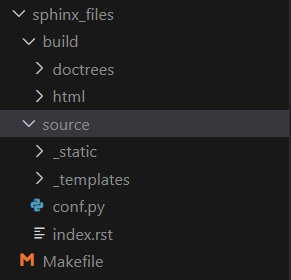 sphinx_files
build
doctrees
html
source
_static
_templates
conf.py
index.rst
Makefile